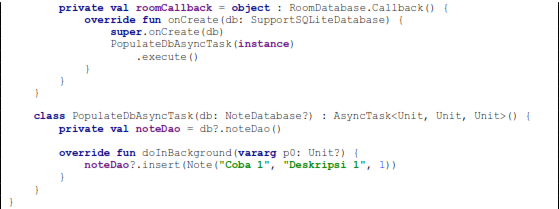 private val roomCallback = object : RoomDatabase.Callback() {
override fun onCreate(db: SupportSQLiteDatabase) {
super.onCreate(db)
PopulateDbAsyncTask(instance)
.execute()
}
}
}
class PopulateDbAsyncTask(db: NoteDatabase?) : AsyncTask<Unit, Unit, Unit>() {
private val noteDao = db?.noteDao()
override fun doInBackground(vararg p0: Unit?) {
noteDao?.insert(Note("Coba 1", "Deskripsi 1", 1))
}
}
}